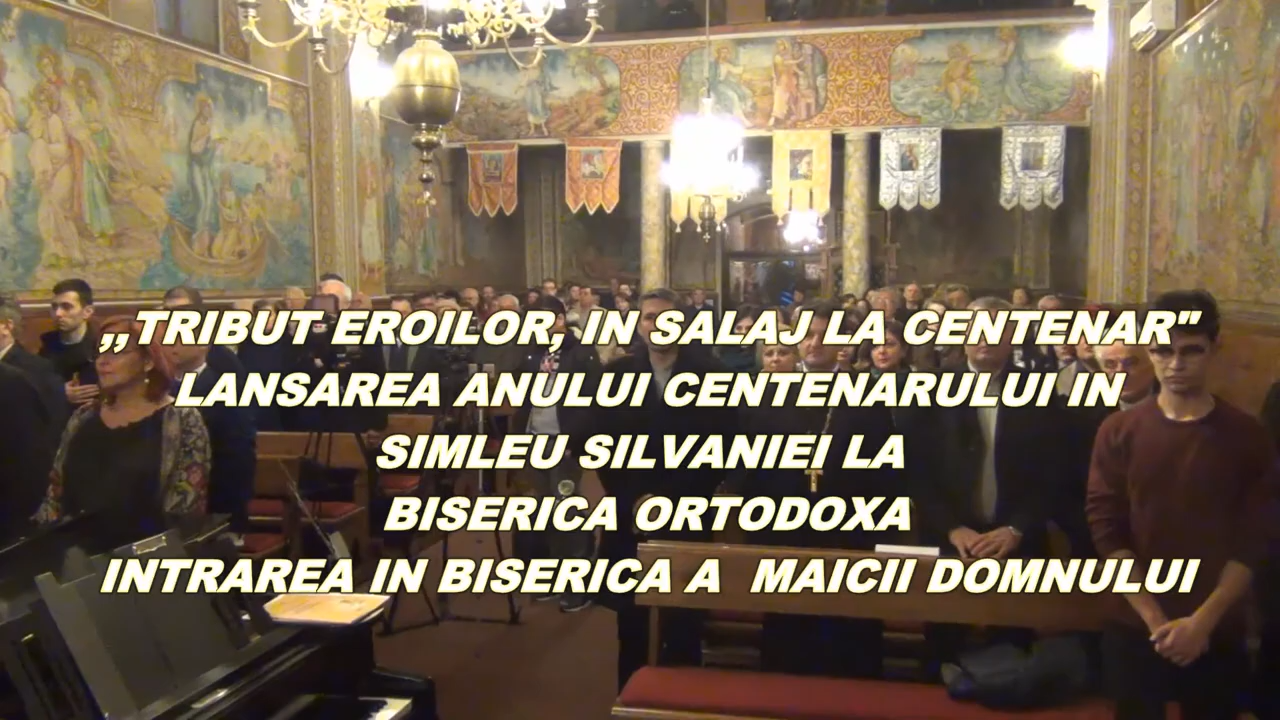 ,,TRIBUT EROILOR, IN SALAJ LA CENTENAR"
LANSAREA ANULUI CENTENARULUI IN
SIMLEU SILVANIEI LA
BISERICA ORTODOXA
INTRAREA IN BISERICA A MAICII DOMNULUI